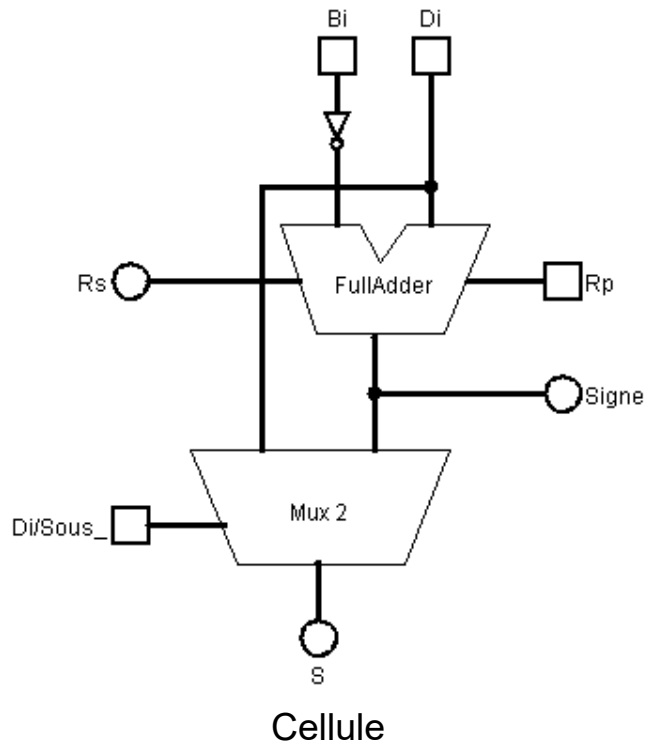 Bi Di
Rs FullAdder Rp
Signe
Mux 2
Di/Sous_
S
Cellule